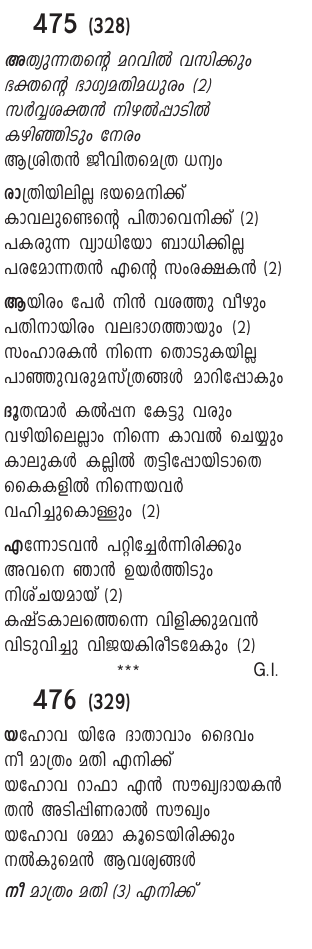 475 (328)
അത്യുന്നതന്റെ മറവിൽ വസിക്കും
ഭക്തന്റെ ഭാഗ്യമതിമധുരം (2)
സർവ്വശക്തൻ നിഴൽപ്പാടിൽ
കഴിഞ്ഞിടും നേരം
ആശ്രിതൻ ജീവിതമെത്ര ധന്യം
രാത്രിയിലില്ല ഭയമെനിക്ക്
കാവലുണ്ടെന്റെ പിതാവെനിക്ക് (2)
പകരുന്ന വ്യാധിയോ ബാധിക്കില്ല
പരമോന്നതൻ എന്റെ സംരക്ഷകൻ (2)
ആയിരം പേർ നിൻ വശത്തു വീഴും
പതിനായിരം വലഭാഗത്തായും (2)
സംഹാരകൻ നിന്നെ തൊടുകയില്ല
പാഞ്ഞുവരുമസ്ത്രങ്ങൾ മാറിപ്പോകും
ദൂതന്മാർ കൽപ്പന കേട്ടു വരും
വഴിയിലെല്ലാം നിന്നെ കാവൽ ചെയ്യും
കാലുകൾ കല്ലിൽ തട്ടിപ്പോയിടാതെ
കൈകളിൽ നിന്നെയവർ
വഹിച്ചുകൊള്ളും (2)
എന്നോടവൻ പറ്റിച്ചേർന്നിരിക്കും
അവനെ ഞാൻ ഉയർത്തിടും
നിശ്ചയമായ് (2)
കഷ്ടകാലത്തെന്നെ വിളിക്കുമവൻ
വിടുവിച്ചു വിജയകിരീടമേകും (2)
*** G.I.
476 (329)
യഹോവ യിരേ ദാതാവാം ദൈവം
നീ മാത്രം മതി എനിക്ക്
യഹോവ റാഫാ എൻ സൗഖ്യദായകൻ
തൻ അടിപ്പിണരാൽ സൗഖ്യം
യഹോവ ശമ്മാ കൂടെയിരിക്കും
നൽകുമെൻ ആവശ്യങ്ങൾ
നീ മാത്രം മതി (3) എനിക്ക്